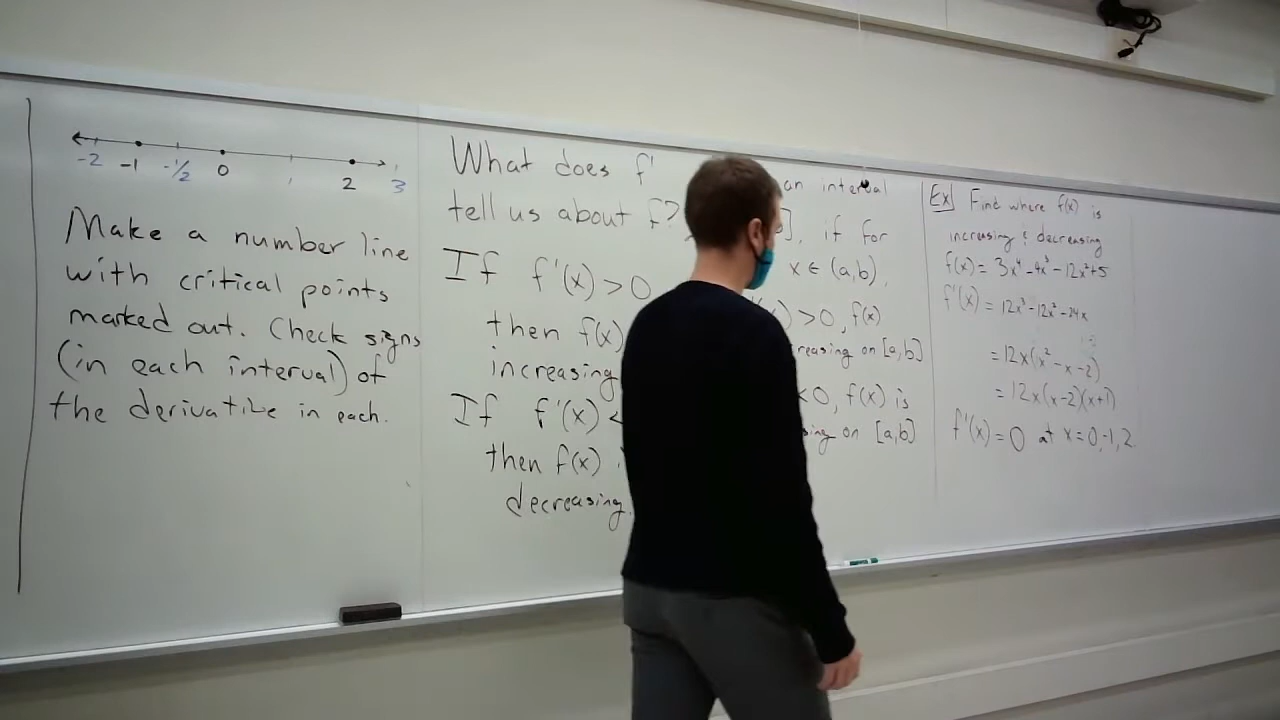 -2 -1 -1/2 0 1 2 3
Make a number line
with critical points
marked out. Check signs
(in each interval) of
the derivative in each.
What does f'
tell us about f?
If f'(x) > 0
then f(x)
increasing
If f'(x) <
then f(x)
decreasing.
an interval
], if for
x ∈ (a,b),
) > 0, f(x)
reasing on [a,b]
< 0, f(x) is
sing on [a,b]
Ex Find where f(x) is
increasing & decreasing
f(x) = 3x⁴ - 4x³ - 12x² + 5
f'(x) = 12x³ - 12x² - 24x
= 12x(x² - x - 2)
= 12x(x-2)(x+1)
f'(x) = 0 at x = 0, -1, 2